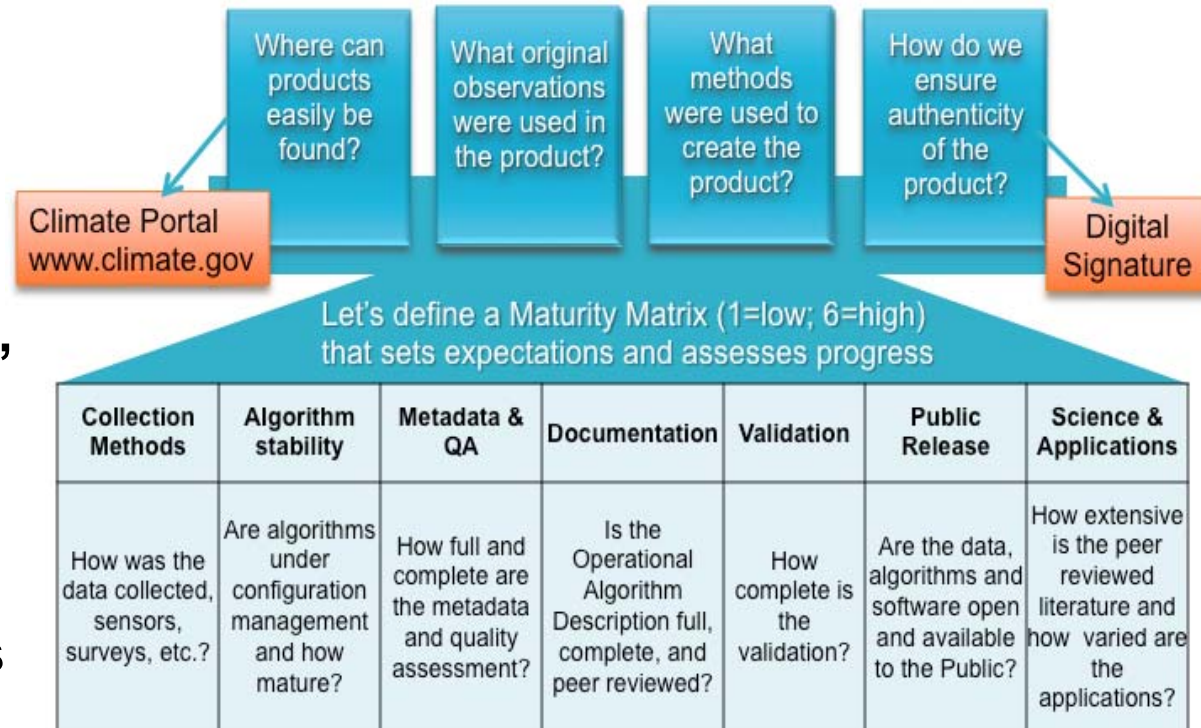 Where can
products
easily be
found?
What original
observations
were used in
the product?
What
methods
were used to
create the
product?
How do we
ensure
authenticity
of the
product?
Climate Portal
www.climate.gov
Digital
Signature
Let's define a Maturity Matrix (1=low; 6=high)
that sets expectations and assesses progress
Collection
Methods
Algorithm
stability
Metadata &
QA
Documentation
Validation
Public
Release
Science &
Applications
How was the
data collected,
sensors,
surveys, etc.?
Are algorithms
under
configuration
management
and how
mature?
How full and
complete are
the metadata
and quality
assessment?
Is the
Operational
Algorithm
Description full,
complete, and
peer reviewed?
How
complete is
the
validation?
Are the data,
algorithms and
software open
and available
to the Public?
How extensive
is the peer
reviewed
literature and
how varied are
the
applications?